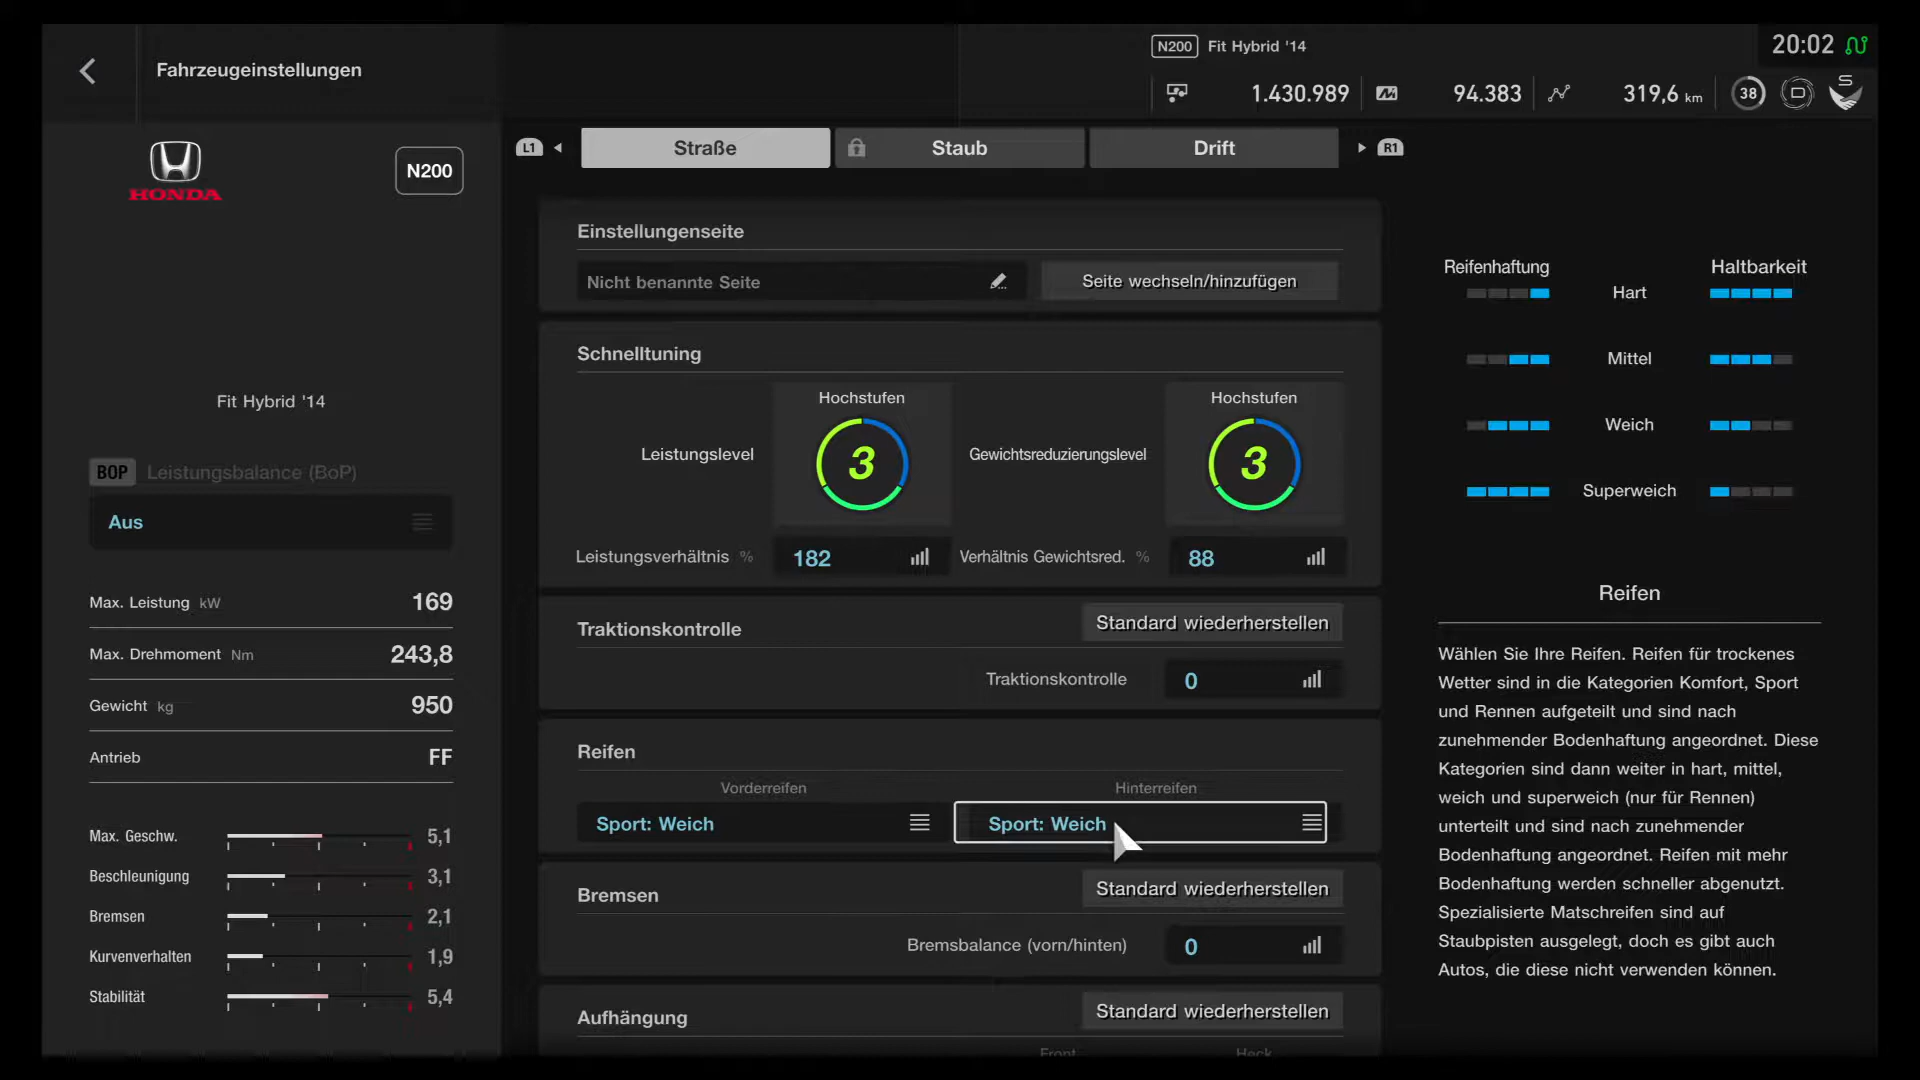 Fahrzeugeinstellungen
N200 Fit Hybrid '14
20:02
1.430.989 94.383 319,6 km 38 S
HONDA
N200
L1 Straße Staub Drift R1
Fit Hybrid '14
BOP Leistungsbalance (BoP)
Aus
Max. Leistung kW 169
Max. Drehmoment Nm 243,8
Gewicht kg 950
Antrieb FF
Max. Geschw. 5,1
Beschleunigung 3,1
Bremsen 2,1
Kurvenverhalten 1,9
Stabilität 5,4
Einstellungenseite
Nicht benannte Seite
Seite wechseln/hinzufügen
Schnelltuning
Hochstufen Hochstufen
Leistungslevel 3 Gewichtsreduzierungslevel 3
Leistungsverhältnis % 182 Verhältnis Gewichtsred. % 88
Traktionskontrolle Standard wiederherstellen
Traktionskontrolle 0
Reifen
Vorderreifen Hinterreifen
Sport: Weich Sport: Weich
Bremsen Standard wiederherstellen
Bremsbalance (vorn/hinten) 0
Aufhängung Standard wiederherstellen
Front Heck
Reifenhaftung Haltbarkeit
Hart
Mittel
Weich
Superweich
Reifen
Wählen Sie Ihre Reifen. Reifen für trockenes
Wetter sind in die Kategorien Komfort, Sport
und Rennen aufgeteilt und sind nach
zunehmender Bodenhaftung angeordnet. Diese
Kategorien sind dann weiter in hart, mittel,
weich und superweich (nur für Rennen)
unterteilt und sind nach zunehmender
Bodenhaftung angeordnet. Reifen mit mehr
Bodenhaftung werden schneller abgenutzt.
Spezialisierte Matschreifen sind auf
Staubpisten ausgelegt, doch es gibt auch
Autos, die diese nicht verwenden können.